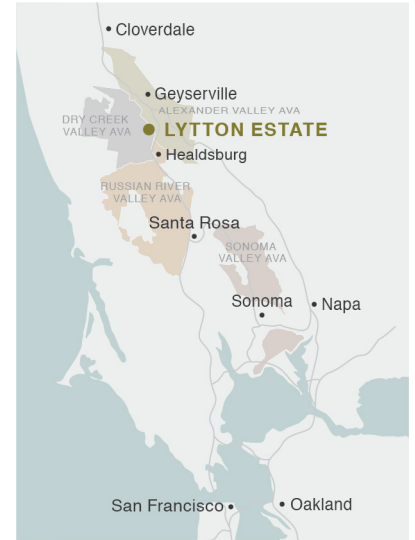 Cloverdale
Geyserville
ALEXANDER VALLEY AVA
DRY CREEK
VALLEY AVA
LYTTON ESTATE
Healdsburg
RUSSIAN RIVER
VALLEY AVA
Santa Rosa
SONOMA
VALLEY AVA
Sonoma
Napa
San Francisco
Oakland